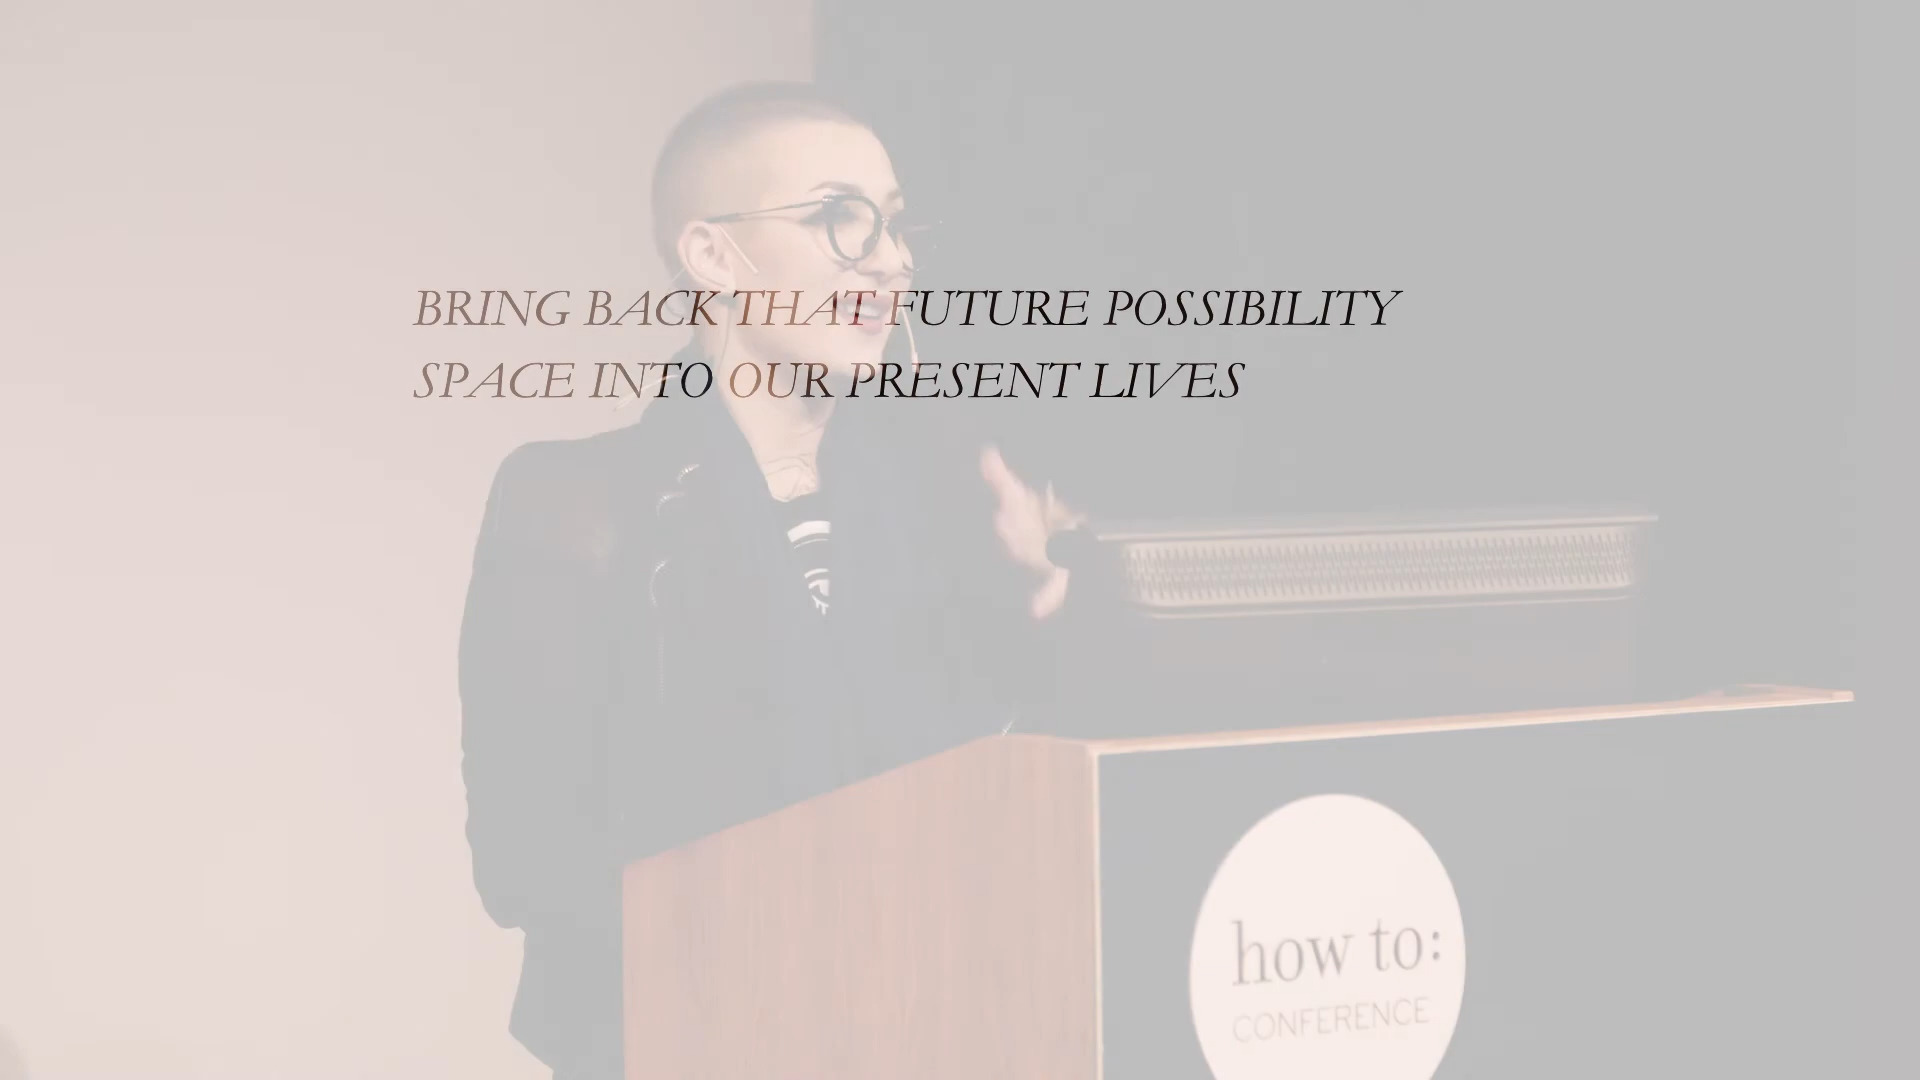 BRING BACK THAT FUTURE POSSIBILITY
SPACE INTO OUR PRESENT LIVES
how to:
CONFERENCE